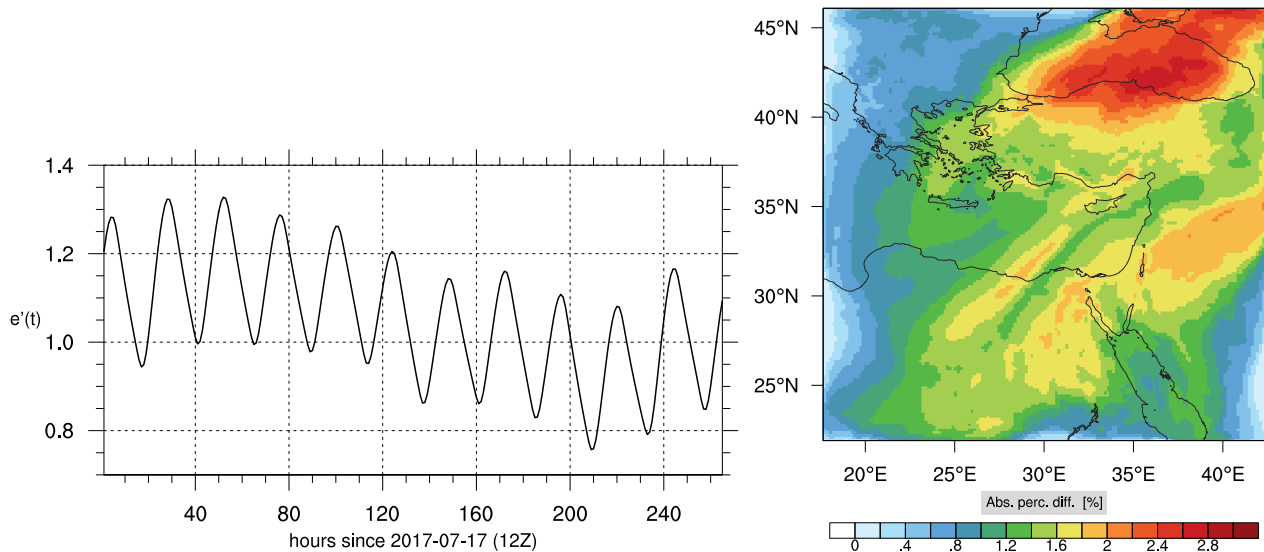 1.4
1.2
1.0
0.8
e'(t)
40 80 120 160 200 240
hours since 2017-07-17 (12Z)
45°N
40°N
35°N
30°N
25°N
20°E 25°E 30°E 35°E 40°E
Abs. perc. diff. [%]
0 .4 .8 1.2 1.6 2 2.4 2.8